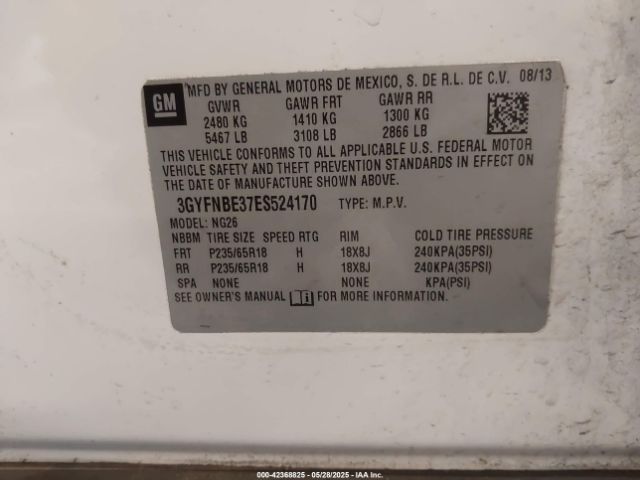 GM
MFD BY GENERAL MOTORS DE MEXICO, S. DE R.L. DE C.V. 08/13
GVWR GAWR FRT GAWR RR
2480 KG 1410 KG 1300 KG
5467 LB 3108 LB 2866 LB
THIS VEHICLE CONFORMS TO ALL APPLICABLE U.S. FEDERAL MOTOR
VEHICLE SAFETY AND THEFT PREVENTION STANDARDS IN EFFECT ON
THE DATE OF MANUFACTURE SHOWN ABOVE.
3GYFNBE37ES524170 TYPE: M.P.V.
MODEL: NG26
NBBM TIRE SIZE SPEED RTG RIM COLD TIRE PRESSURE
FRT P235/65R18 H 18X8J 240KPA(35PSI)
RR P235/65R18 H 18X8J 240KPA(35PSI)
SPA NONE NONE KPA(PSI)
SEE OWNER'S MANUAL FOR MORE INFORMATION.
000-42368825 - 05/28/2025 - IAA Inc.